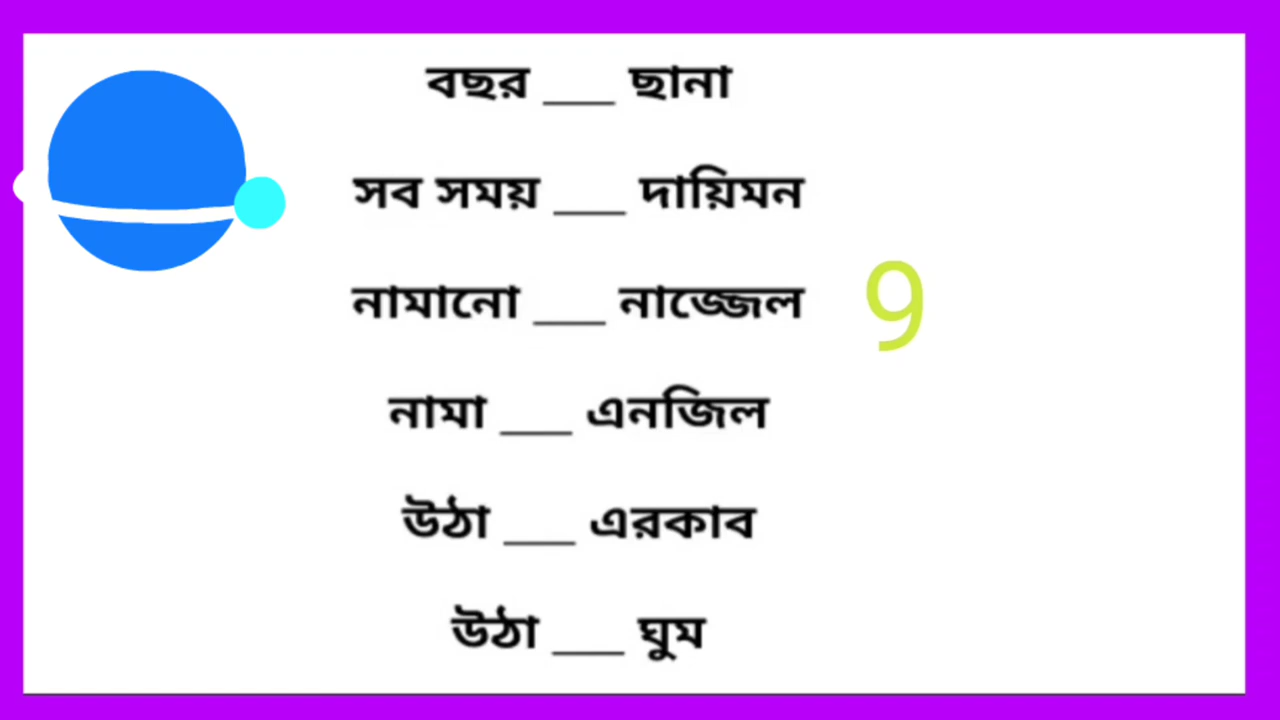 বছর ___ ছানা
সব সময় ___ দায়িমন
নামানো ___ নাজ্জেল
9
নামা ___ এনজিল
উঠা ___ এরকাব
উঠা ___ ঘুম